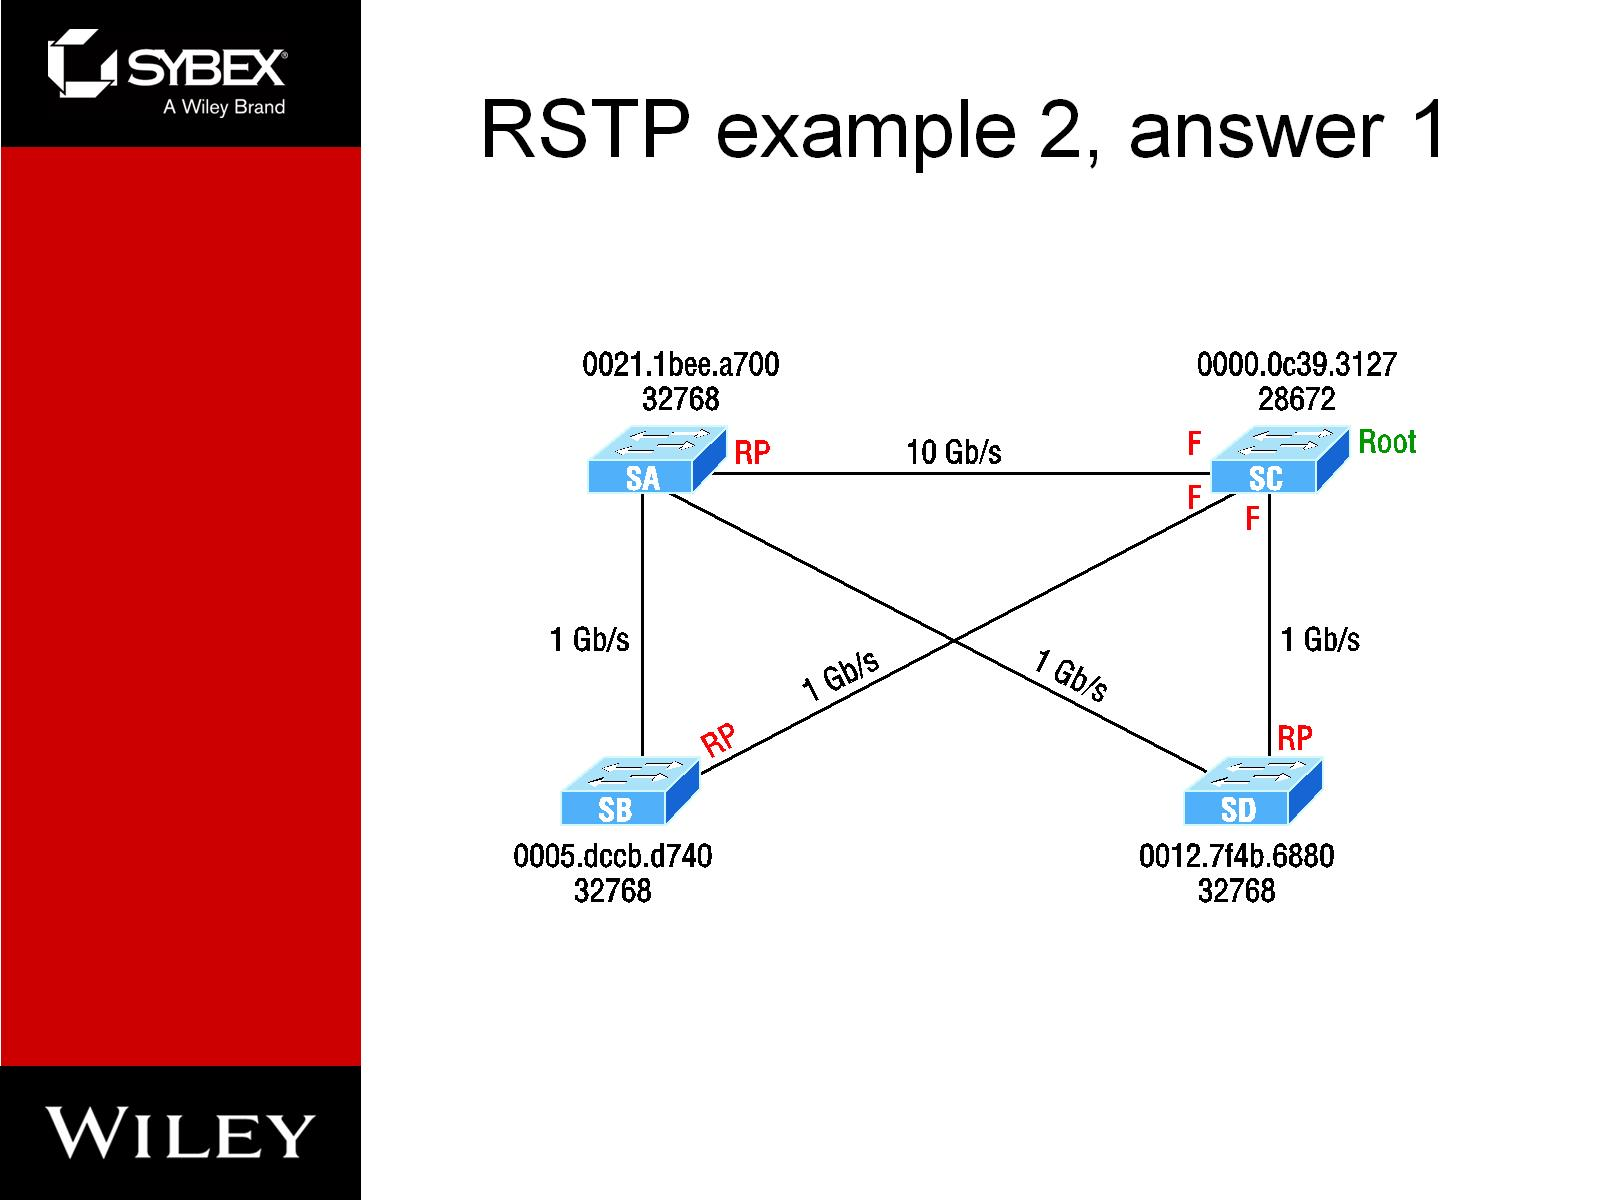 SYBEX®
A Wiley Brand
RSTP example 2, answer 1
0021.1bee.a700
32768
0000.0c39.3127
28672
SA
RP
10 Gb/s
F
SC
Root
F
F
1 Gb/s
1 Gb/s
1 Gb/s
1 Gb/s
RP
RP
SB
SD
0005.dccb.d740
32768
0012.7f4b.6880
32768
WILEY